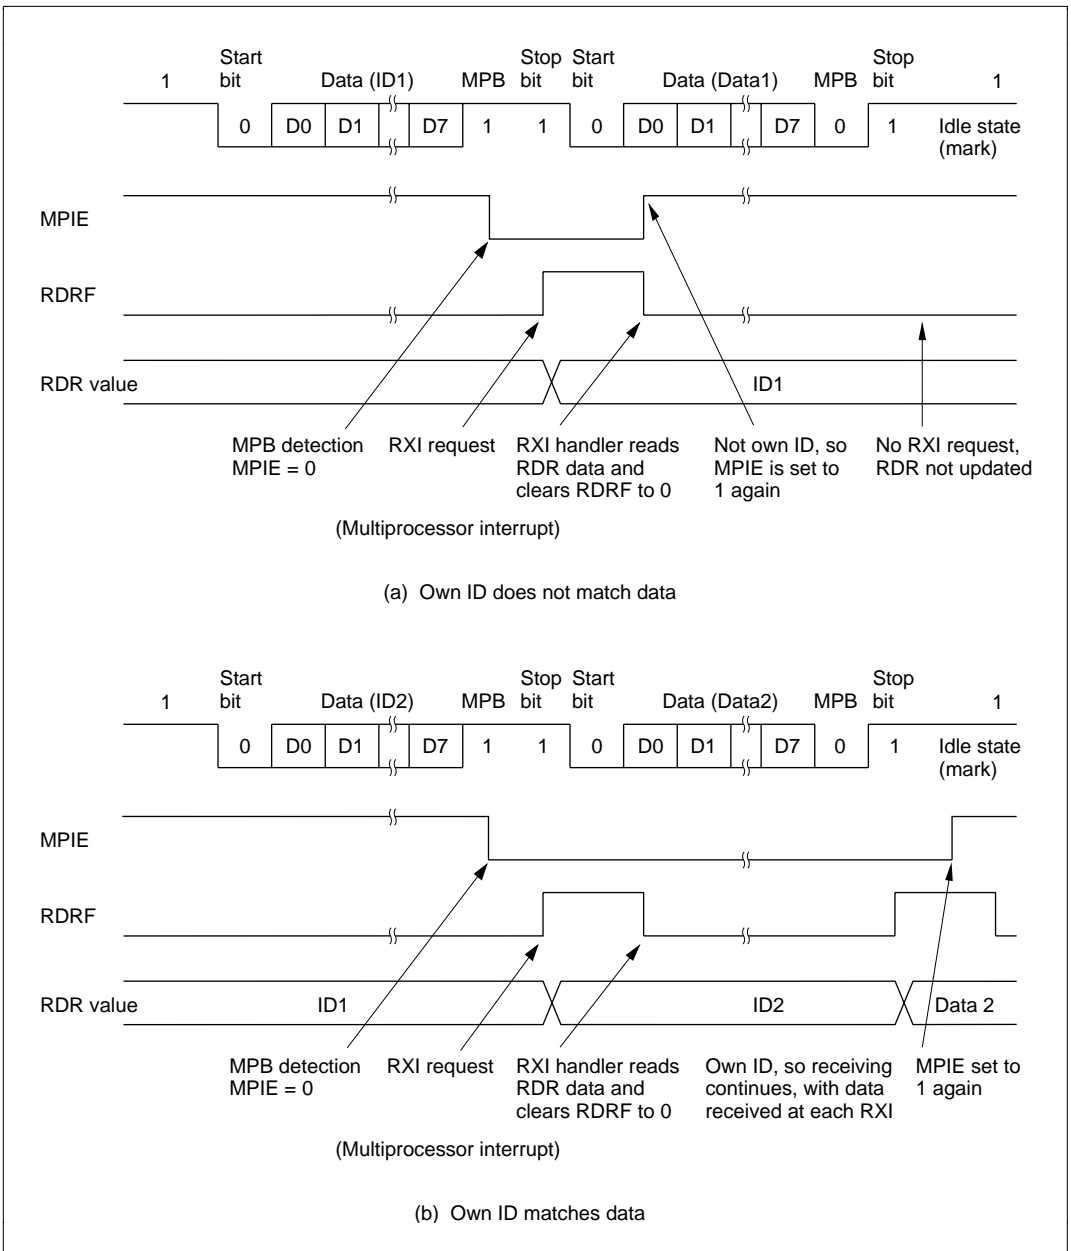 Start Stop Start Stop
1 bit Data (ID1) MPB bit bit Data (Data1) MPB bit 1
0 D0 D1 D7 1 1 0 D0 D1 D7 0 1 Idle state
(mark)
MPIE
RDRF
RDR value ID1
MPB detection
MPIE = 0
RXI request
RXI handler reads
RDR data and
clears RDRF to 0
Not own ID, so
MPIE is set to
1 again
No RXI request,
RDR not updated
(Multiprocessor interrupt)
(a) Own ID does not match data
Start Stop Start Stop
1 bit Data (ID2) MPB bit bit Data (Data2) MPB bit 1
0 D0 D1 D7 1 1 0 D0 D1 D7 0 1 Idle state
(mark)
MPIE
RDRF
RDR value ID1 ID2 Data 2
MPB detection
MPIE = 0
RXI request
RXI handler reads
RDR data and
clears RDRF to 0
Own ID, so receiving
continues, with data
received at each RXI
MPIE set to
1 again
(Multiprocessor interrupt)
(b) Own ID matches data